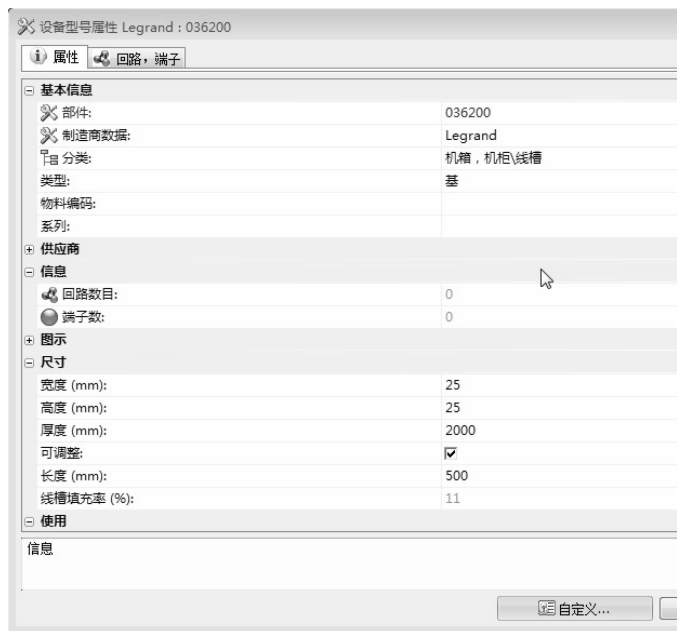 设备型号属性 Legrand : 036200
属性 回路，端子
基本信息
部件: 036200
制造商数据: Legrand
分类: 机箱，机柜\线槽
类型: 基
物料编码:
系列:
供应商
信息
回路数目: 0
端子数: 0
图示
尺寸
宽度 (mm): 25
高度 (mm): 25
厚度 (mm): 2000
可调整:
长度 (mm): 500
线槽填充率 (%): 11
使用
信息
自定义...